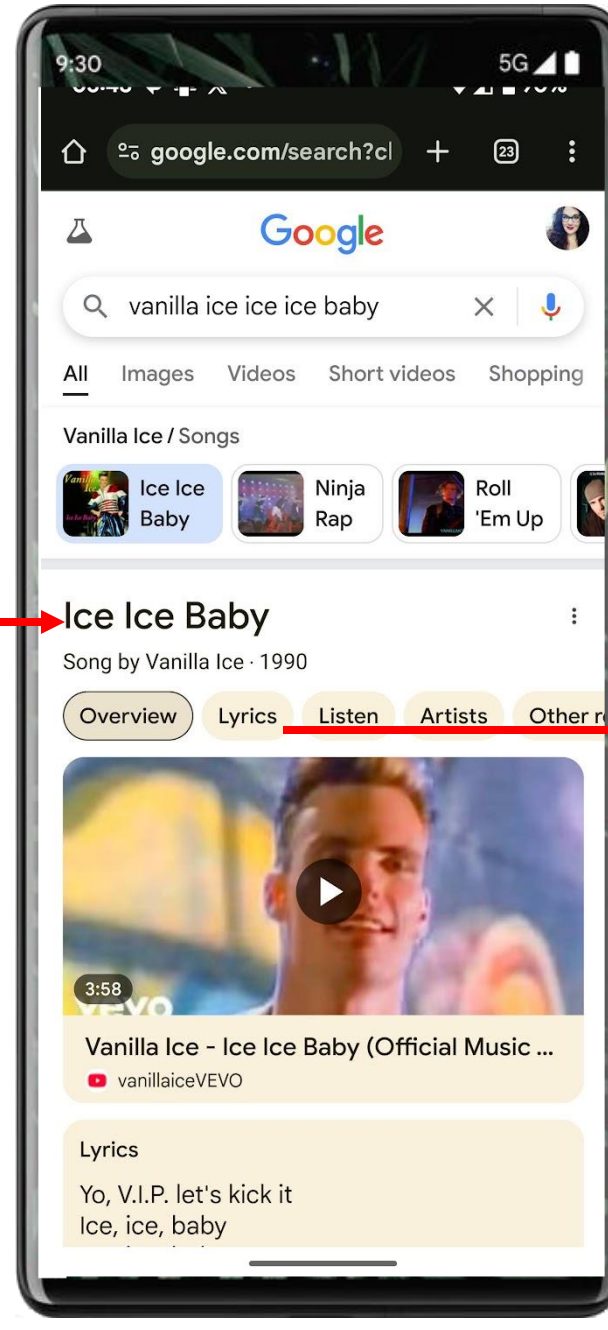 9:30
5G
google.com/search?cl
23
Google
vanilla ice ice ice baby
All Images Videos Short videos Shopping
Vanilla Ice / Songs
Ice Ice Baby
Ninja Rap
Roll 'Em Up
Ice Ice Baby
Song by Vanilla Ice · 1990
Overview Lyrics Listen Artists Other
3:58
vevo
Vanilla Ice - Ice Ice Baby (Official Music ...
vanillaiceVEVO
Lyrics
Yo, V.I.P. let's kick it
Ice, ice, baby